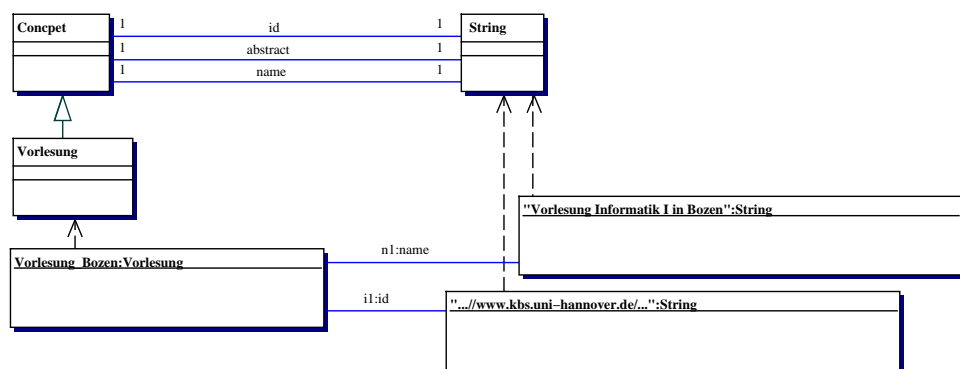 Concpet
1 id 1
String
1 abstract 1
1 name 1
Vorlesung
"Vorlesung Informatik I in Bozen":String
Vorlesung_Bozen:Vorlesung
n1:name
i1:id
"...//www.kbs.uni−hannover.de/...":String